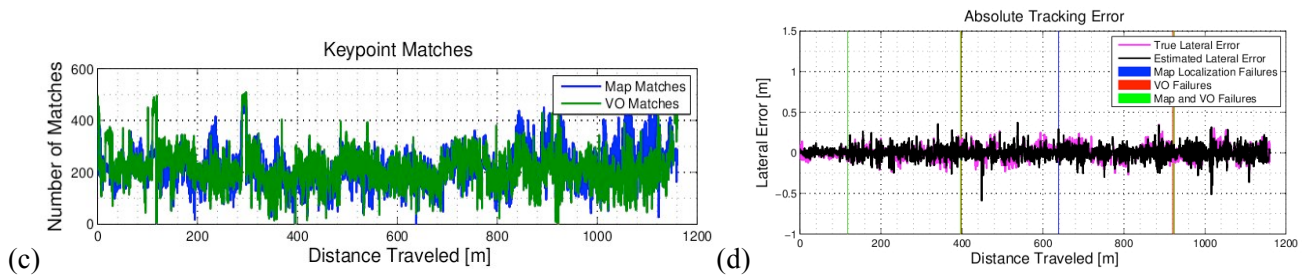 Keypoint Matches
600
400
200
0
Number of Matches
Map Matches
VO Matches
0 200 400 600 800 1000 1200
Distance Traveled [m]
(c)
Absolute Tracking Error
1.5
1
0.5
0
−0.5
−1
Lateral Error [m]
True Lateral Error
Estimated Lateral Error
Map Localization Failures
VO Failures
Map and VO Failures
0 200 400 600 800 1000 1200
Distance Traveled [m]
(d)